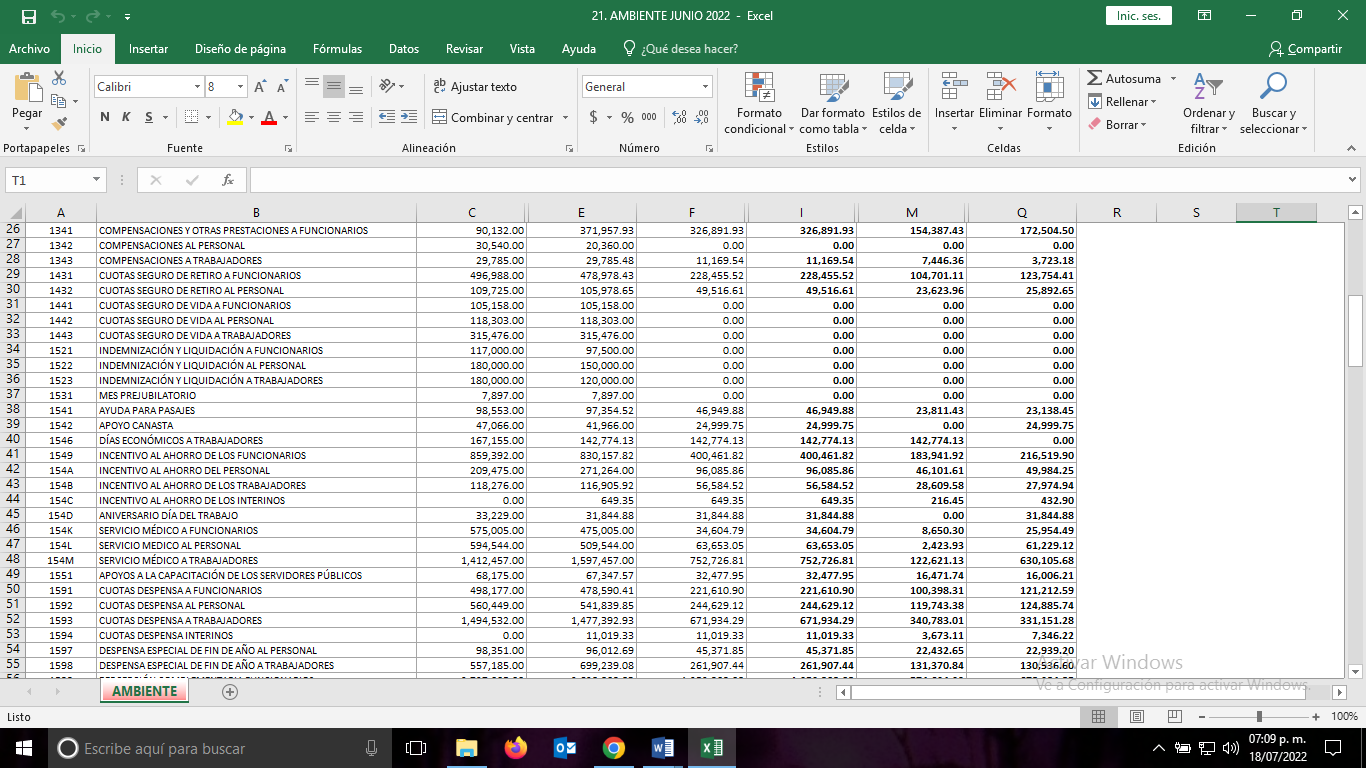 21. AMBIENTE JUNIO 2022 - Excel
Inic. ses.
Archivo Inicio Insertar Diseño de página Fórmulas Datos Revisar Vista Ayuda ¿Qué desea hacer? Compartir
Calibri 8 Ajustar texto General Autosuma
Pegar N K S Combinar y centrar $ % 000 Formato condicional Dar formato como tabla Estilos de celda Insertar Eliminar Formato Rellenar Borrar Ordenar y filtrar Buscar y seleccionar
Portapapeles Fuente Alineación Número Estilos Celdas Edición
T1 fx
A B C E F I M Q R S T
26 1341 COMPENSACIONES Y OTRAS PRESTACIONES A FUNCIONARIOS 90,132.00 371,957.93 326,891.93 326,891.93 154,387.43 172,504.50
27 1342 COMPENSACIONES AL PERSONAL 30,540.00 20,360.00 0.00 0.00 0.00 0.00
28 1343 COMPENSACIONES A TRABAJADORES 29,785.00 29,785.48 11,169.54 11,169.54 7,446.36 3,723.18
29 1431 CUOTAS SEGURO DE RETIRO A FUNCIONARIOS 496,988.00 478,978.43 228,455.52 228,455.52 104,701.11 123,754.41
30 1432 CUOTAS SEGURO DE RETIRO AL PERSONAL 109,725.00 105,978.65 49,516.61 49,516.61 23,623.96 25,892.65
31 1441 CUOTAS SEGURO DE VIDA A FUNCIONARIOS 105,158.00 105,158.00 0.00 0.00 0.00 0.00
32 1442 CUOTAS SEGURO DE VIDA AL PERSONAL 118,303.00 118,303.00 0.00 0.00 0.00 0.00
33 1443 CUOTAS SEGURO DE VIDA A TRABAJADORES 315,476.00 315,476.00 0.00 0.00 0.00 0.00
34 1521 INDEMNIZACIÓN Y LIQUIDACIÓN A FUNCIONARIOS 117,000.00 97,500.00 0.00 0.00 0.00 0.00
35 1522 INDEMNIZACIÓN Y LIQUIDACIÓN AL PERSONAL 180,000.00 150,000.00 0.00 0.00 0.00 0.00
36 1523 INDEMNIZACIÓN Y LIQUIDACIÓN A TRABAJADORES 180,000.00 120,000.00 0.00 0.00 0.00 0.00
37 1531 MES PREJUBILATORIO 7,897.00 7,897.00 0.00 0.00 0.00 0.00
38 1541 AYUDA PARA PASAJES 98,553.00 97,354.52 46,949.88 46,949.88 23,811.43 23,138.45
39 1542 APOYO CANASTA 47,066.00 41,966.00 24,999.75 24,999.75 0.00 24,999.75
40 1546 DÍAS ECONÓMICOS A TRABAJADORES 167,155.00 142,774.13 142,774.13 142,774.13 142,774.13 0.00
41 1549 INCENTIVO AL AHORRO DE LOS FUNCIONARIOS 859,392.00 830,157.82 400,461.82 400,461.82 183,941.92 216,519.90
42 154A INCENTIVO AL AHORRO DEL PERSONAL 209,475.00 271,264.00 96,085.86 96,085.86 46,101.61 49,984.25
43 154B INCENTIVO AL AHORRO DE LOS TRABAJADORES 118,276.00 116,905.92 56,584.52 56,584.52 28,609.58 27,974.94
44 154C INCENTIVO AL AHORRO DE LOS INTERINOS 0.00 649.35 649.35 649.35 216.45 432.90
45 154D ANIVERSARIO DÍA DEL TRABAJO 33,229.00 31,844.88 31,844.88 31,844.88 0.00 31,844.88
46 154K SERVICIO MÉDICO A FUNCIONARIOS 575,005.00 475,005.00 34,604.79 34,604.79 8,650.30 25,954.49
47 154L SERVICIO MEDICO AL PERSONAL 594,544.00 509,544.00 63,653.05 63,653.05 2,423.93 61,229.12
48 154M SERVICIO MÉDICO A TRABAJADORES 1,412,457.00 1,597,457.00 752,726.81 752,726.81 122,621.13 630,105.68
49 1551 APOYOS A LA CAPACITACIÓN DE LOS SERVIDORES PÚBLICOS 68,175.00 67,347.57 32,477.95 32,477.95 16,471.74 16,006.21
50 1591 CUOTAS DESPENSA A FUNCIONARIOS 498,177.00 478,590.41 221,610.90 221,610.90 100,398.31 121,212.59
51 1592 CUOTAS DESPENSA AL PERSONAL 560,449.00 541,839.85 244,629.12 244,629.12 119,743.38 124,885.74
52 1593 CUOTAS DESPENSA A TRABAJADORES 1,494,532.00 1,477,392.93 671,934.29 671,934.29 340,783.01 331,151.28
53 1594 CUOTAS DESPENSA INTERINOS 0.00 11,019.33 11,019.33 11,019.33 3,673.11 7,346.22
54 1597 DESPENSA ESPECIAL DE FIN DE AÑO AL PERSONAL 98,351.00 96,012.69 45,371.85 45,371.85 22,432.65 22,939.20
55 1598 DESPENSA ESPECIAL DE FIN DE AÑO A TRABAJADORES 557,185.00 699,239.08 261,907.44 261,907.44 131,370.84 130,536.60
Activar Windows
Ve a Configuración para activar Windows.
AMBIENTE
Listo 100%
Escribe aquí para buscar
07:09 p. m.
18/07/2022